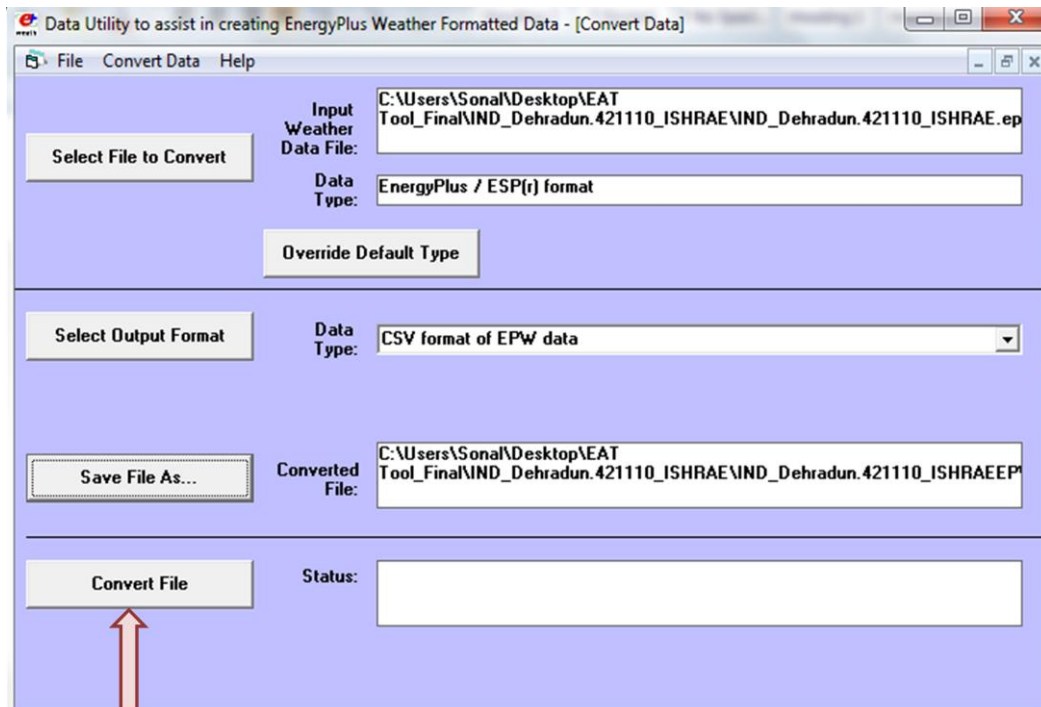 Data Utility to assist in creating EnergyPlus Weather Formatted Data - [Convert Data]
File Convert Data Help
Select File to Convert
Input
Weather
Data File:
C:\Users\Sonal\Desktop\EAT
Tool_Final\IND_Dehradun.421110_ISHRAE\IND_Dehradun.421110_ISHRAE.ep
Data
Type:
EnergyPlus / ESP(r) format
Override Default Type
Select Output Format
Data
Type:
CSV format of EPW data
Save File As...
Converted
File:
C:\Users\Sonal\Desktop\EAT
Tool_Final\IND_Dehradun.421110_ISHRAE\IND_Dehradun.421110_ISHRAEEP
Convert File
Status: